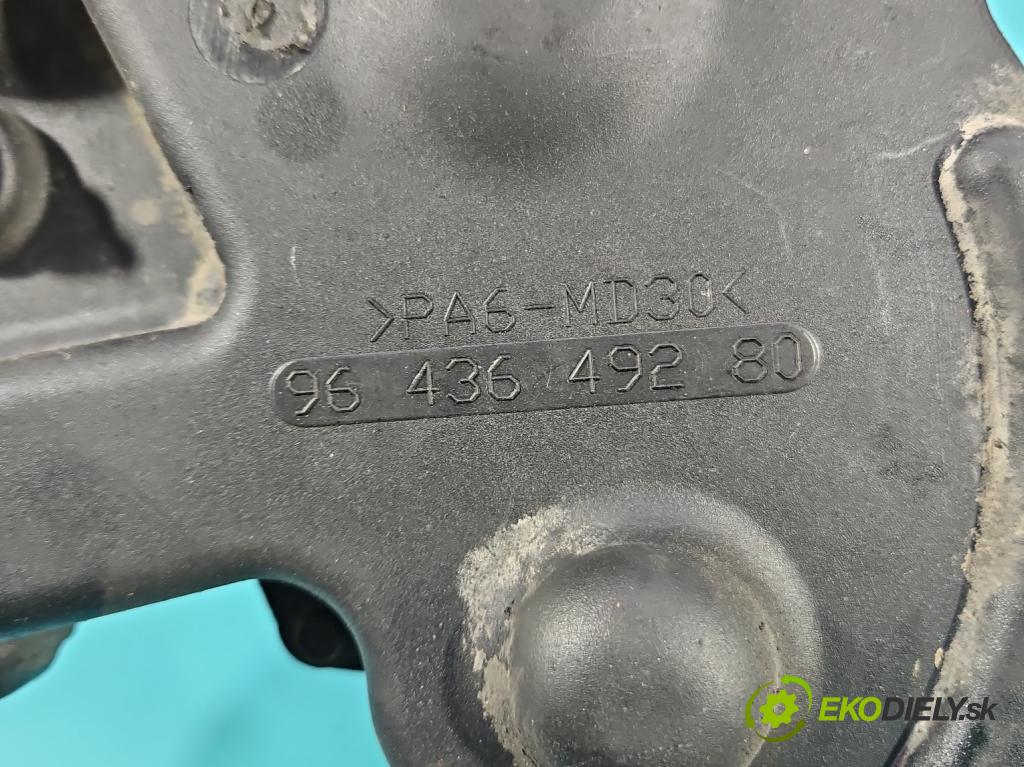 >PA6-MD30<
96 436 492 80
EKODIELY.sk